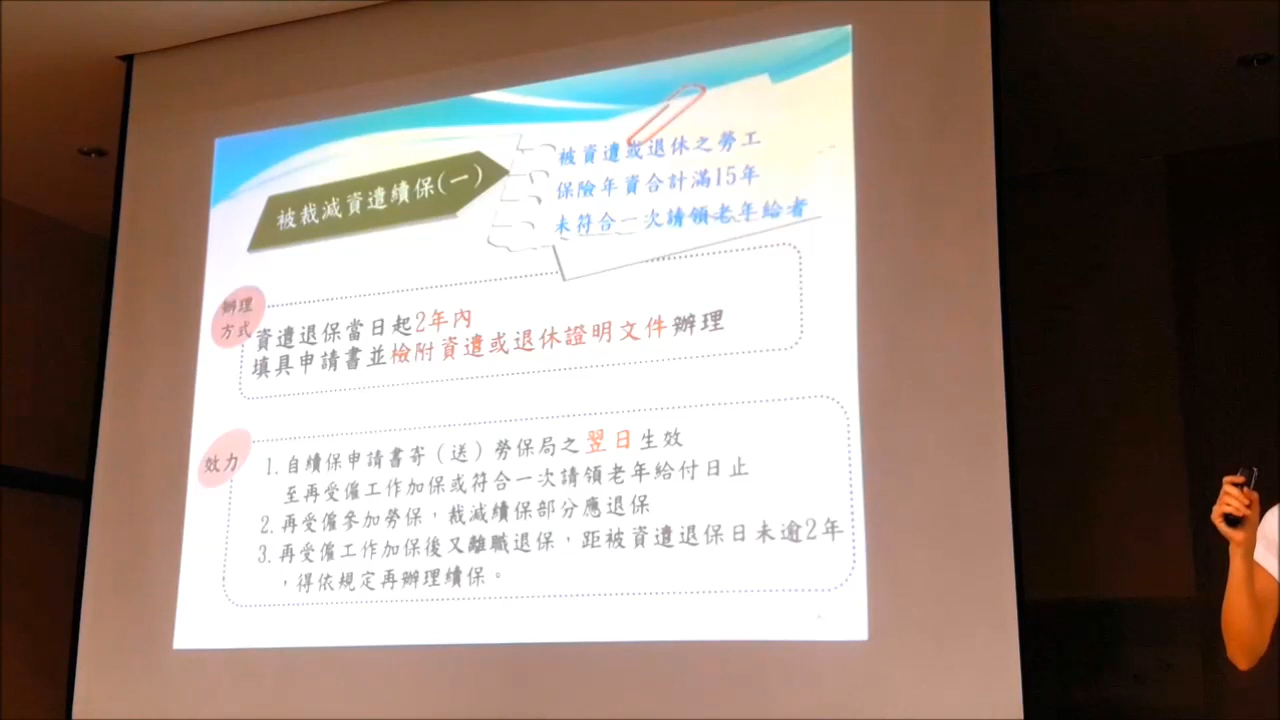 被裁減資遣續保(一)
被資遣或退休之勞工
保險年資合計滿15年
未符合一次請領老年給者
辦理
方式
資遣退保當日起2年內
填具申請書並檢附資遣或退休證明文件辦理
效力
1. 自續保申請書寄（送）勞保局之翌日生效
至再受僱工作加保或符合一次請領老年給付日止
2. 再受僱參加勞保，裁減續保部分應退保
3. 再受僱工作加保後又離職退保，距被資遣退保日未逾2年
，得依規定再辦理續保。